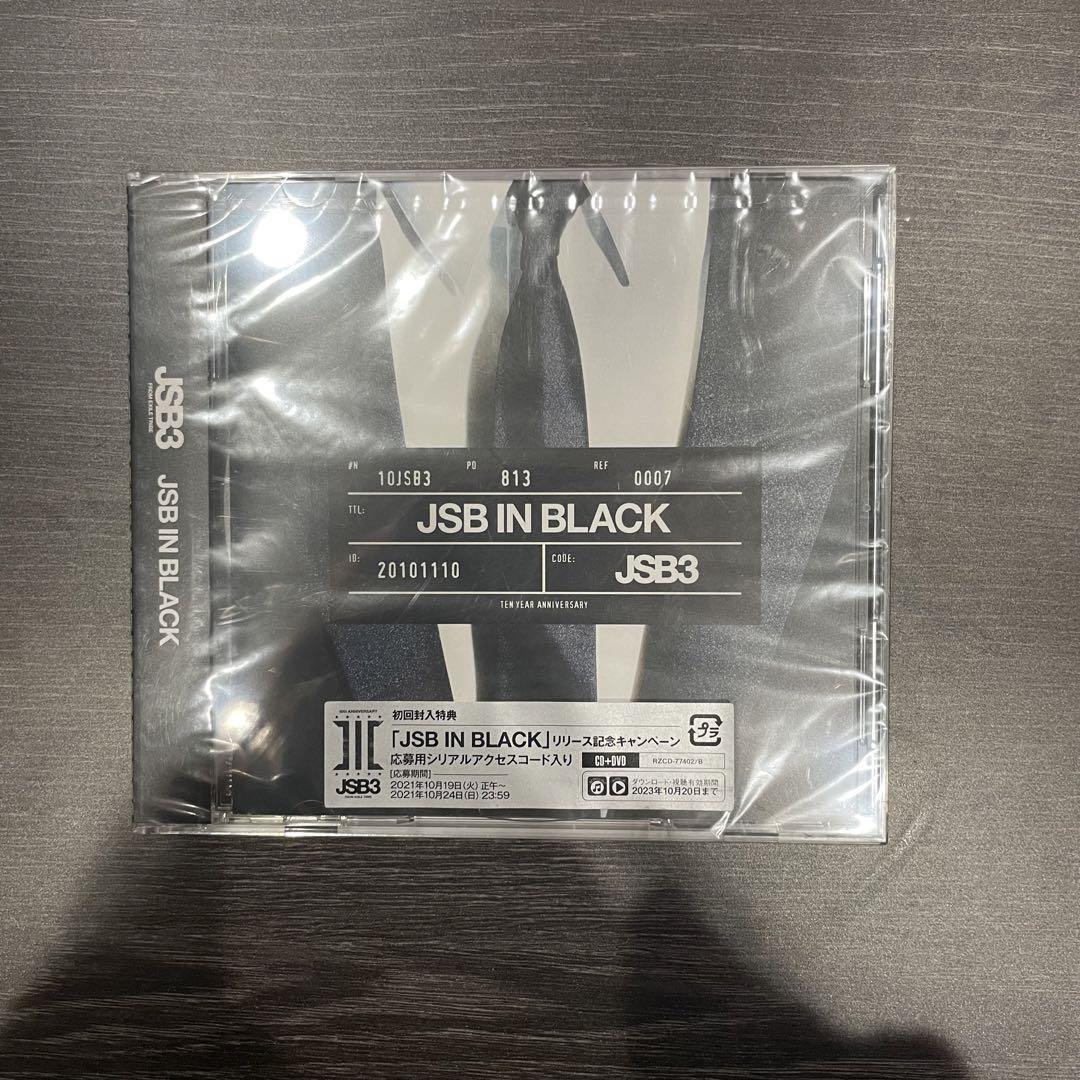 JSB3
FROM EXILE TRIBE
JSB IN BLACK
#N 10JSB3 PO 813 REF 0007
TTL: JSB IN BLACK
ID: 20101110 CODE: JSB3
TEN YEAR ANNIVERSARY
10th ANNIVERSARY
JSB3
FROM EXILE TRIBE
初回封入特典
「JSB IN BLACK」リリース記念キャンペーン
応募用シリアルアクセスコード入り
[応募期間]
2021年10月19日(火) 正午〜
2021年10月24日(日) 23:59
プラ
CD+DVD RZCD-77402/B
ダウンロード・視聴有効期間
2023年10月20日まで